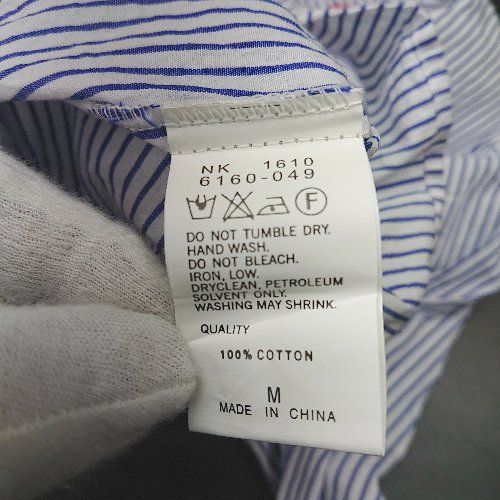 NK 1610
6160-049
F
DO NOT TUMBLE DRY.
HAND WASH.
DO NOT BLEACH.
IRON, LOW.
DRYCLEAN, PETROLEUM
SOLVENT ONLY.
WASHING MAY SHRINK.
QUALITY
100% COTTON
M
MADE IN CHINA